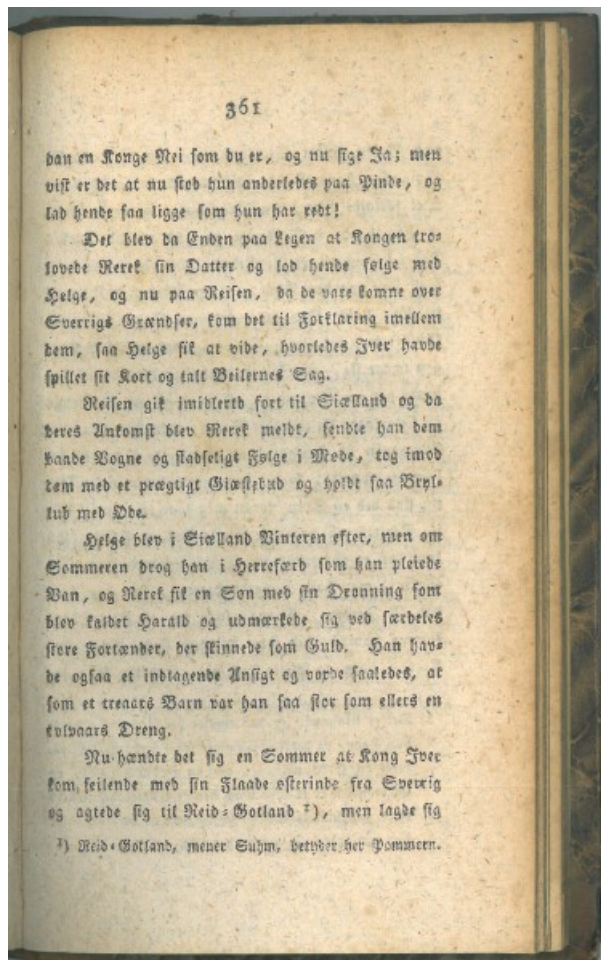 361
han en Konge Nei som du er, og nu sige Ja; men
vist er det at nu stod hun anderledes paa Pinde, og
lad hende saa ligge som hun har redt!
Det blev da Enden paa Legen at Kongen tro-
lovede Rerek sin Datter og lod hende følge med
Helge, og nu paa Reisen, da de vare komne over
Sverrigs Grændser, kom det til Forklaring imellem
dem, saa Helge fik at vide, hvorledes Iver havde
spillet sit Kort og talt Beilernes Sag.
Reisen gik imidlertid fort til Siælland og da
deres Ankomst blev Rerek meldt, sendte han dem
baade Vogne og stadseligt Følge i Møde, tog imod
dem med et prægtigt Giæstebud og holdt saa Bryl-
lub med Øde.
Helge blev i Siælland Vinteren efter, men om
Sommeren drog han i Herrefærd som han pleiede
Van, og Rerek fik en Søn med sin Dronning som
blev kaldet Harald og udmærkede sig ved særdeles
store Fortænder, der skinnede som Guld. Han hav-
de ogsaa et indtagende Ansigt og voxde saaledes, at
som et treaars Barn var han saa stor som ellers en
tolvaars Dreng.
Nu hændte det sig en Sommer at Kong Iver
kom seilende med sin Flaade østerinde fra Sverrig
og agtede sig til Reid-Gotland ¹), men lagde sig
¹) Reid-Gotland, mener Suhm, betyder her Pommern.